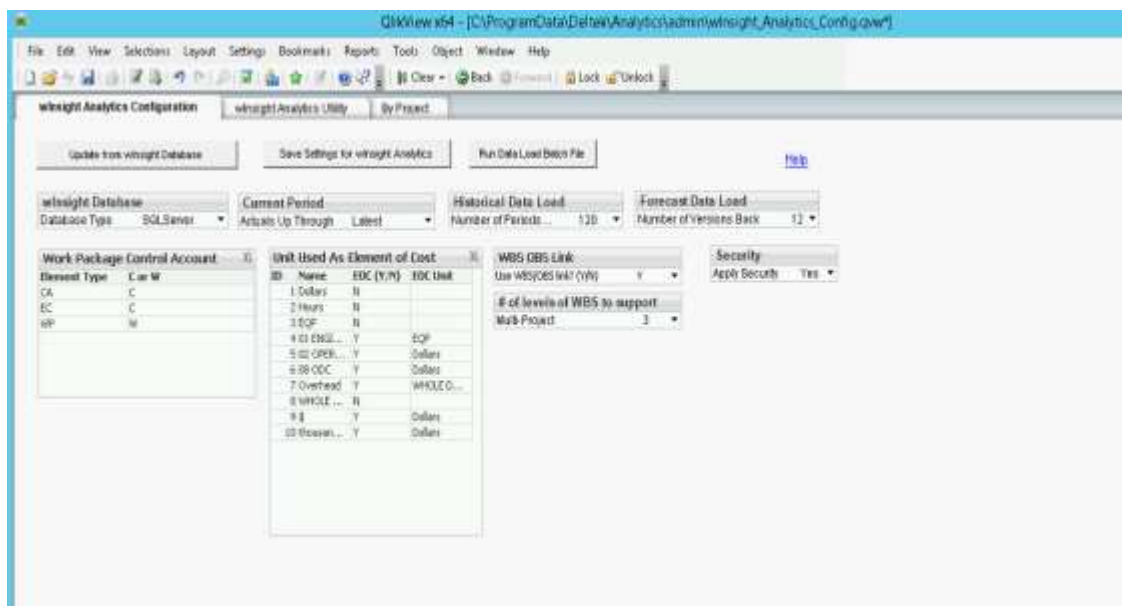 QlikView x64 - [C:\ProgramData\Deltek\Analytics\admin\wInsight_Analytics_Config.qvw*]
File Edit View Selections Layout Settings Bookmarks Reports Tools Object Window Help
Clear Back Forward Lock Unlock
wInsight Analytics Configuration wInsight Analytics Utility By Project
Update from wInsight Database Save Settings for wInsight Analytics Run Data Load Batch File Help
wInsight Database Current Period Historical Data Load Forecast Data Load
Database Type SQLServer Actuals Up Through Latest Number of Periods... 120 Number of Versions Back 12
Work Package Control Account Unit Used As Element of Cost WBS OBS Link Security
Element Type C or W ID Name EOC (Y/N) EOC Unit Use WBS/OBS link? (Y/N) Y Apply Security Yes
CA C 1 Dollars N
EC C 2 Hours N # of levels of WBS to support
WP W 3 EQP N Multi-Project 3
4 01 ENGI... Y EQP
5 02 OPER... Y Dollars
6 08 ODC Y Dollars
7 Overhead Y WHOLE D...
8 WHOLE ... N
9 $ Y Dollars
10 thousan... Y Dollars